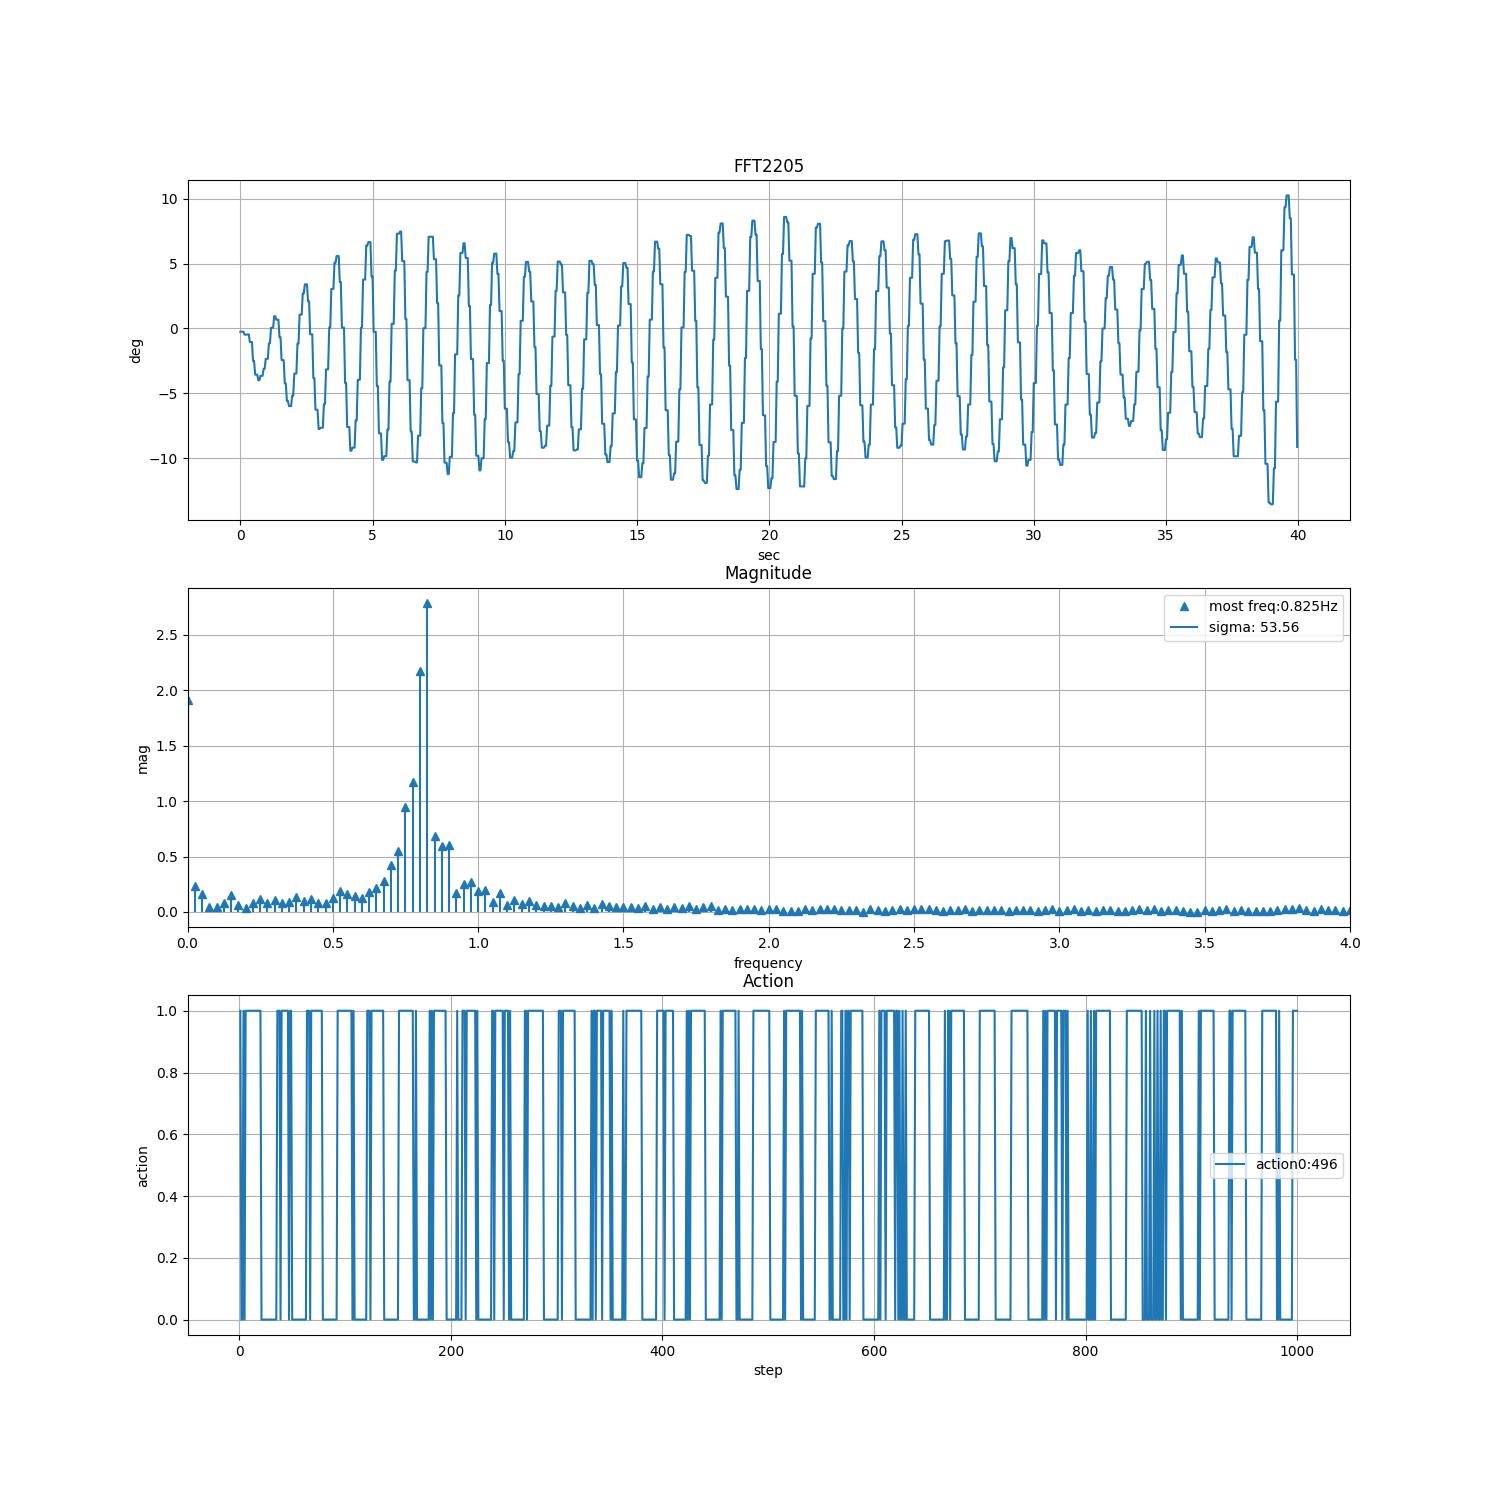 FFT2205
10
5
0
−5
−10
deg
0 5 10 15 20 25 30 35 40
sec
Magnitude
most freq:0.825Hz
sigma: 53.56
2.5
2.0
1.5
1.0
0.5
0.0
mag
0.0 0.5 1.0 1.5 2.0 2.5 3.0 3.5 4.0
frequency
Action
1.0
0.8
0.6
0.4
0.2
0.0
action
action0:496
0 200 400 600 800 1000
step